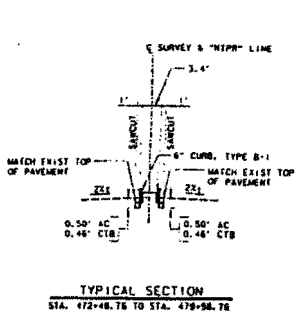 ℄ SURVEY & "NIPR" LINE
3.4'
1' 1'
SAWCUT SAWCUT
MATCH EXIST TOP
OF PAVEMENT
6" CURB, TYPE B-1
MATCH EXIST TOP
OF PAVEMENT
2%± 2%±
0.50' AC
0.46' CTB
0.50' AC
0.46' CTB
TYPICAL SECTION
STA. 472+48.76 TO STA. 479+98.76